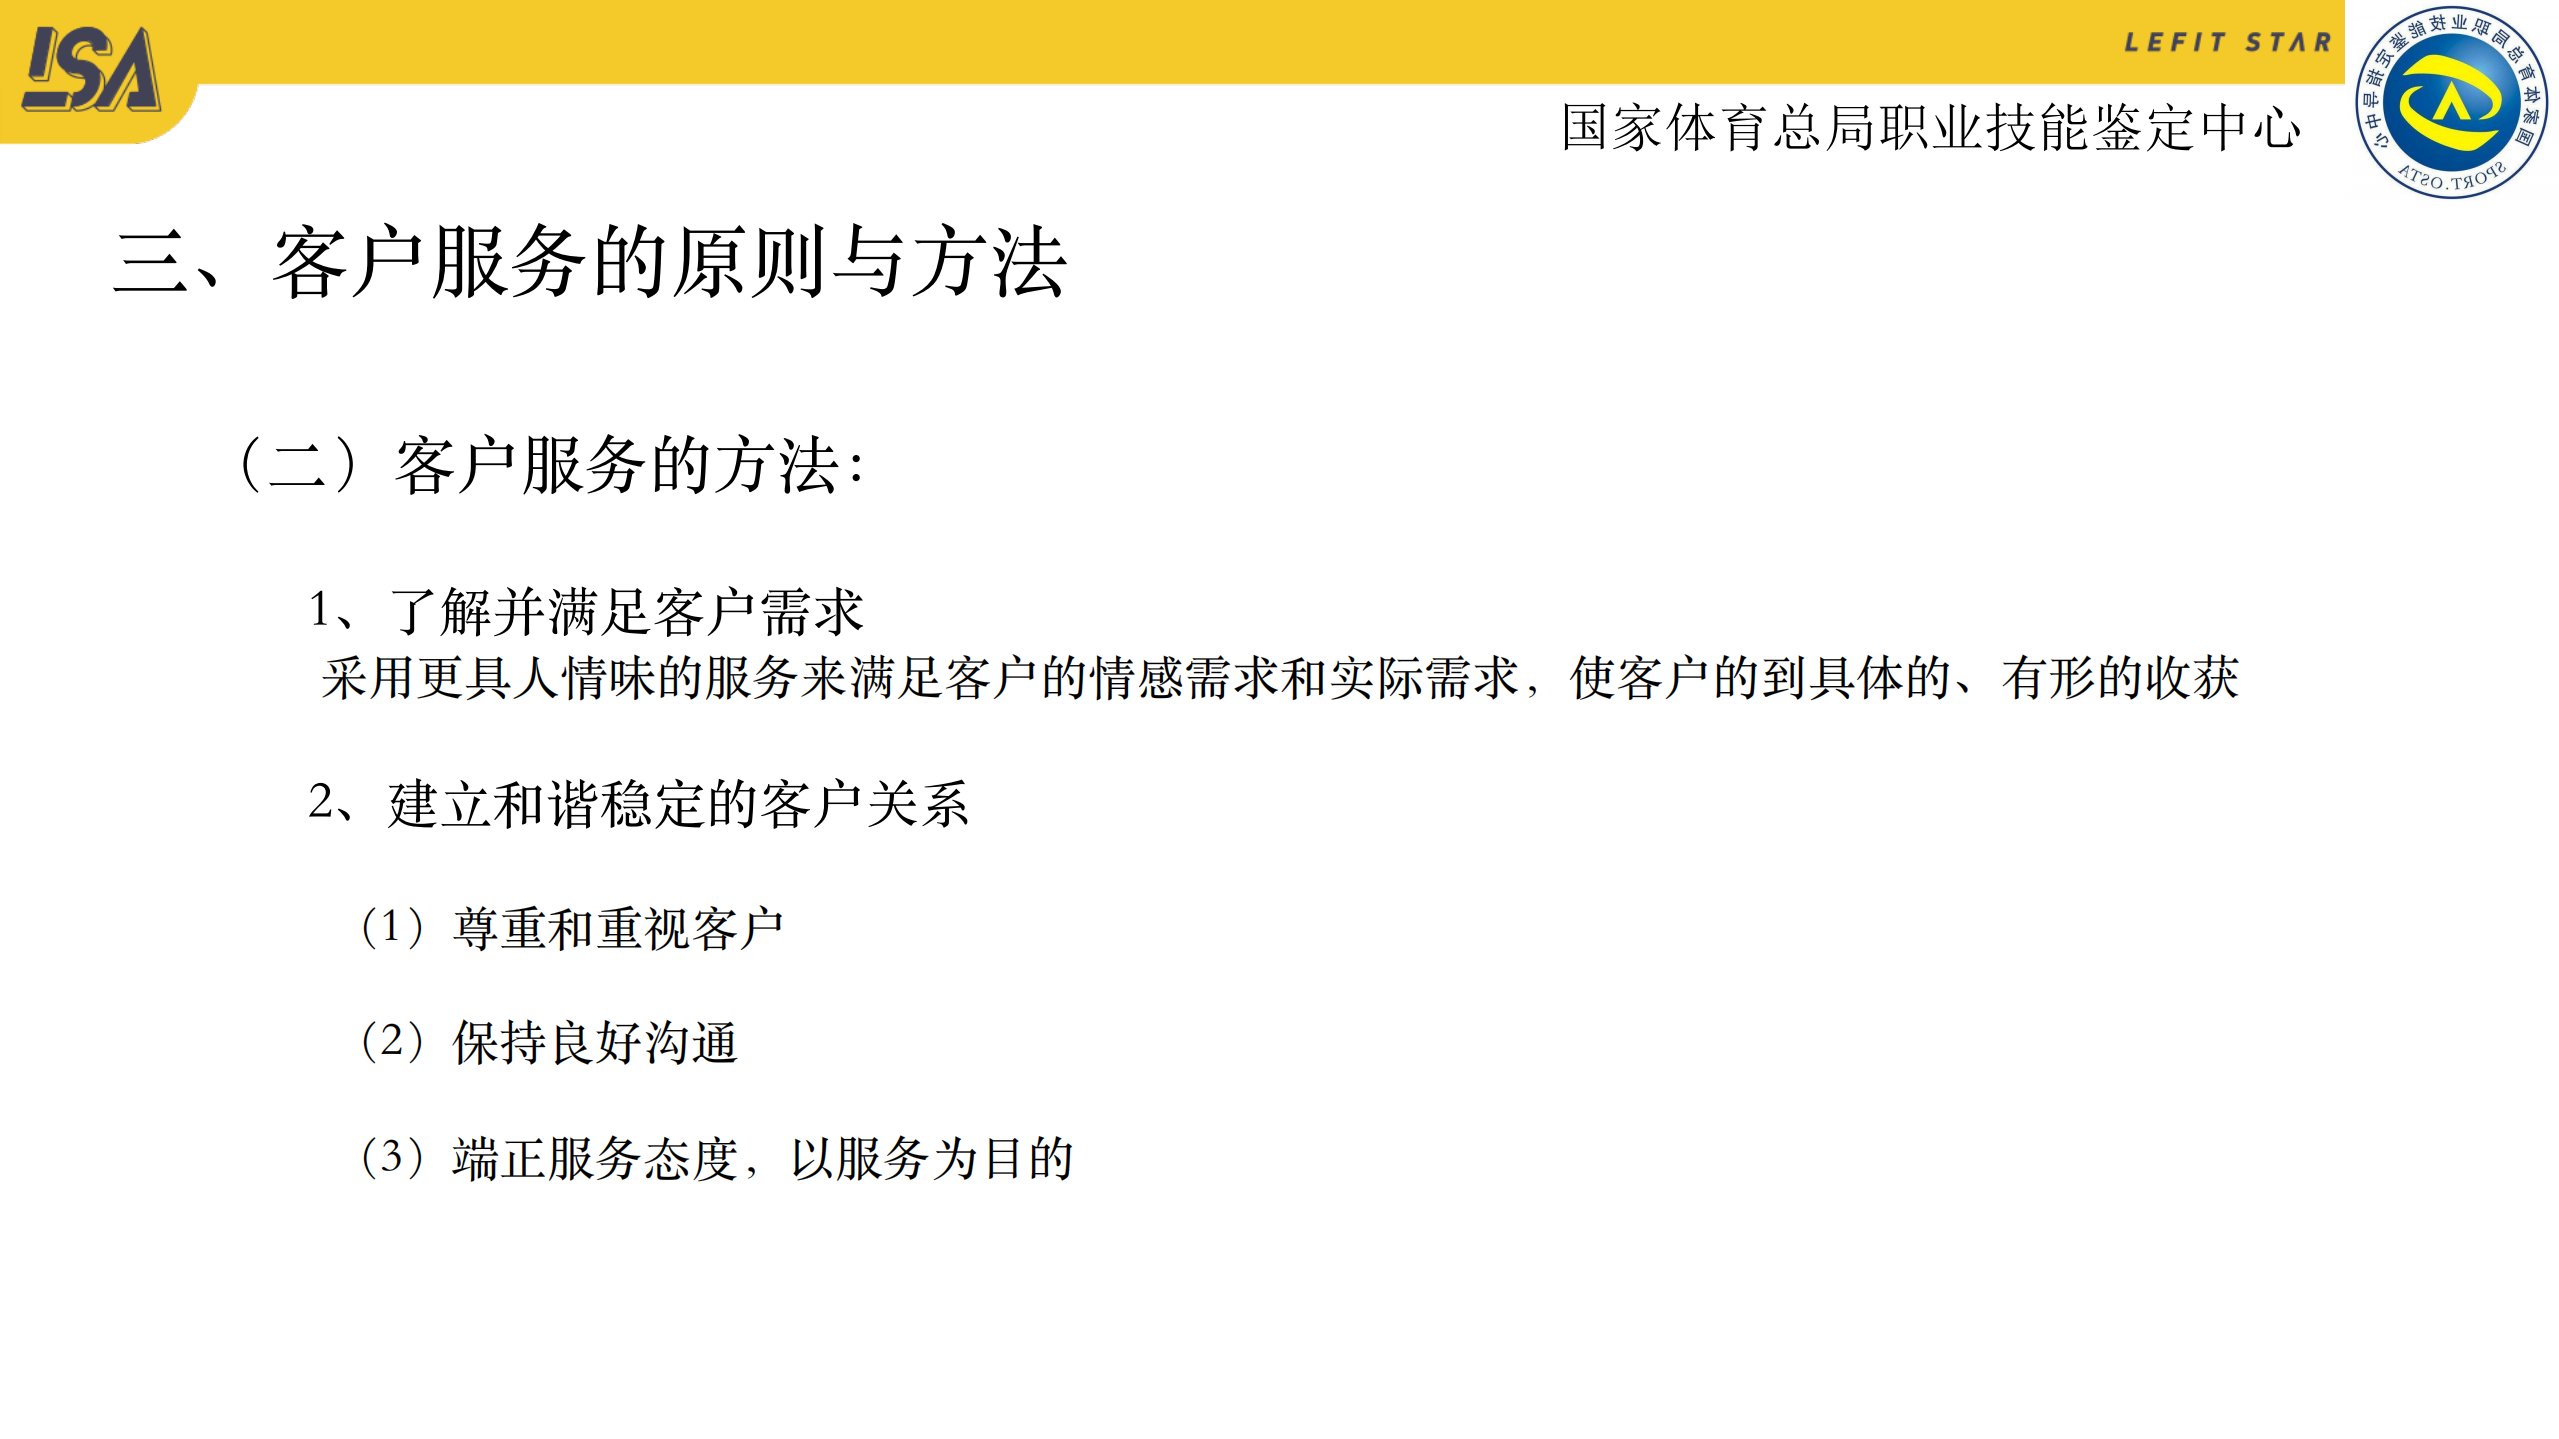 LSA
LEFIT STAR
国家体育总局职业技能鉴定中心
国家体育总局职业技能鉴定指导中心
SPORT.OSTA
三、客户服务的原则与方法
（二）客户服务的方法：
1、了解并满足客户需求
采用更具人情味的服务来满足客户的情感需求和实际需求，使客户的到具体的、有形的收获
2、建立和谐稳定的客户关系
（1）尊重和重视客户
（2）保持良好沟通
（3）端正服务态度，以服务为目的